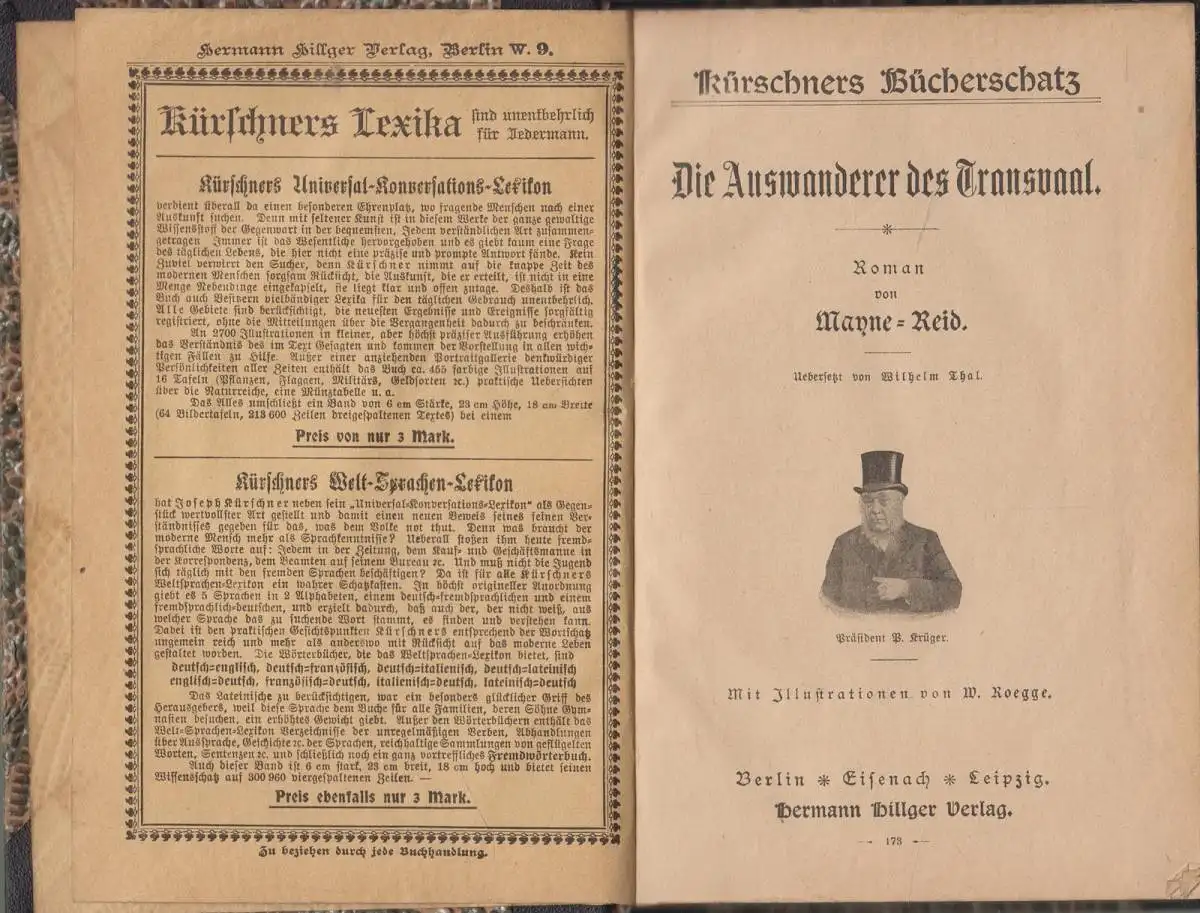 Hermann Hillger Verlag, Berlin W. 9.
Kürschners Lexika sind unentbehrlich
für Jedermann.
Kürschners Universal-Konversations-Lexikon
verdient überall da einen besonderen Ehrenplatz, wo fragende Menschen nach einer
Auskunft suchen. Denn mit seltener Kunst ist in diesem Werke der ganze gewaltige
Wissensstoff der Gegenwart in der bequemsten, Jedem verständlichen Art zusammen-
getragen Immer ist das Wesentliche hervorgehoben und es giebt kaum eine Frage
des täglichen Lebens, die hier nicht eine präzise und prompte Antwort fände. Kein
Zuviel verwirrt den Sucher, denn Kürschner nimmt auf die knappe Zeit des
modernen Menschen sorgsam Rücksicht, die Auskunft, die er erteilt, ist nicht in eine
Menge Nebendinge eingekapselt, sie liegt klar und offen zutage. Deshalb ist das
Buch auch Besitzern vielbändiger Lexika für den täglichen Gebrauch unentbehrlich.
Alle Gebiete sind berücksichtigt, die neuesten Ergebnisse und Ereignisse sorgfältig
registriert, ohne die Mitteilungen über die Vergangenheit dadurch zu beschränken.
An 2700 Illustrationen in kleiner, aber höchst präziser Ausführung erhöhen
das Verständnis des im Text Gesagten und kommen der Vorstellung in allen wich-
tigen Fällen zu Hilfe. Außer einer anziehenden Portraitgallerie denkwürdiger
Persönlichkeiten aller Zeiten enthält das Buch ca. 455 farbige Illustrationen auf
16 Tafeln (Pflanzen, Flaggen, Militärs, Geldsorten ꝛc.) praktische Uebersichten
über die Naturreiche, eine Münztabelle u. a.
Das Alles umschließt ein Band von 6 cm Stärke, 23 cm Höhe, 18 cm Breite
(64 Bildertafeln, 213 600 Zeilen dreigespaltenen Textes) bei einem
Preis von nur 3 Mark.
Kürschners Welt-Sprachen-Lexikon
hat Joseph Kürschner neben sein „Universal-Konversations-Lexikon“ als Gegen-
stück wertvollster Art gestellt und damit einen neuen Beweis seines feinen Ver-
ständnisses gegeben für das, was dem Volke not thut. Denn was braucht der
moderne Mensch mehr als Sprachkenntnisse? Ueberall stoßen ihm heute fremd-
sprachliche Worte auf: Jedem in der Zeitung, dem Kauf- und Geschäftsmanne in
der Korrespondenz, dem Beamten auf seinem Bureau ꝛc. Und muß nicht die Jugend
sich täglich mit den fremden Sprachen beschäftigen? Da ist für alle Kürschners
Weltsprachen-Lexikon ein wahrer Schatzkasten. In höchst origineller Anordnung
giebt es 5 Sprachen in 2 Alphabeten, einem deutsch-fremdsprachlichen und einem
fremdsprachlich-deutschen, und erzielt dadurch, daß auch der, der nicht weiß, aus
welcher Sprache das zu suchende Wort stammt, es finden und verstehen kann.
Dabei ist den praktischen Gesichtspunkten Kürschners entsprechend der Wortschatz
ungemein reich und mehr als anderswo mit Rücksicht auf das moderne Leben
gestaltet worden. Die Wörterbücher, die das Weltsprachen-Lexikon bietet, sind
deutsch=englisch, deutsch=französisch, deutsch=italienisch, deutsch=lateinisch
englisch=deutsch, französisch=deutsch, italienisch=deutsch, lateinisch=deutsch
Das Lateinische zu berücksichtigen, war ein besonders glücklicher Griff des
Herausgebers, weil diese Sprache dem Buche für alle Familien, deren Söhne Gym-
nasien besuchen, ein erhöhtes Gewicht giebt. Außer den Wörterbüchern enthält das
Welt-Sprachen-Lexikon Verzeichnisse der unregelmäßigen Verben, Abhandlungen
über Aussprache, Geschichte ꝛc. der Sprachen, reichhaltige Sammlungen von geflügelten
Worten, Sentenzen ꝛc. und schließlich noch ein ganz vortreffliches Fremdwörterbuch.
Auch dieser Band ist 6 cm stark, 23 cm breit, 18 cm hoch und bietet seinen
Wissensschatz auf 300 960 viergespaltenen Zeilen. —
Preis ebenfalls nur 3 Mark.
Zu beziehen durch jede Buchhandlung.
Kürschners Bücherschatz
Die Auswanderer des Transvaal.
Roman
von
Mayne=Reid.
Uebersetzt von Wilhelm Thal.
Präsident P. Krüger.
Mit Illustrationen von W. Roegge.
Berlin * Eisenach * Leipzig.
Hermann Hillger Verlag.
— 173 —